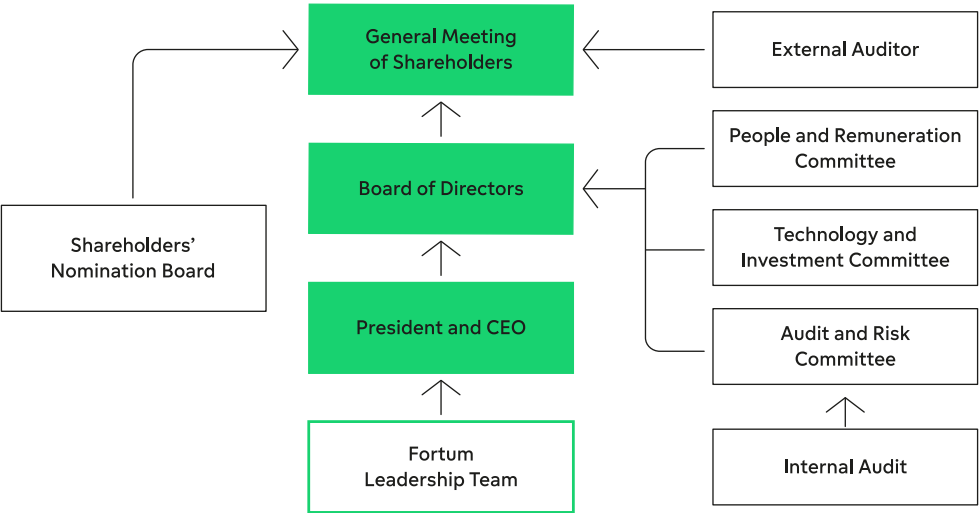 General Meeting
of Shareholders
External Auditor
People and Remuneration
Committee
Board of Directors
Shareholders’
Nomination Board
Technology and
Investment Committee
President and CEO
Audit and Risk
Committee
Fortum
Leadership Team
Internal Audit